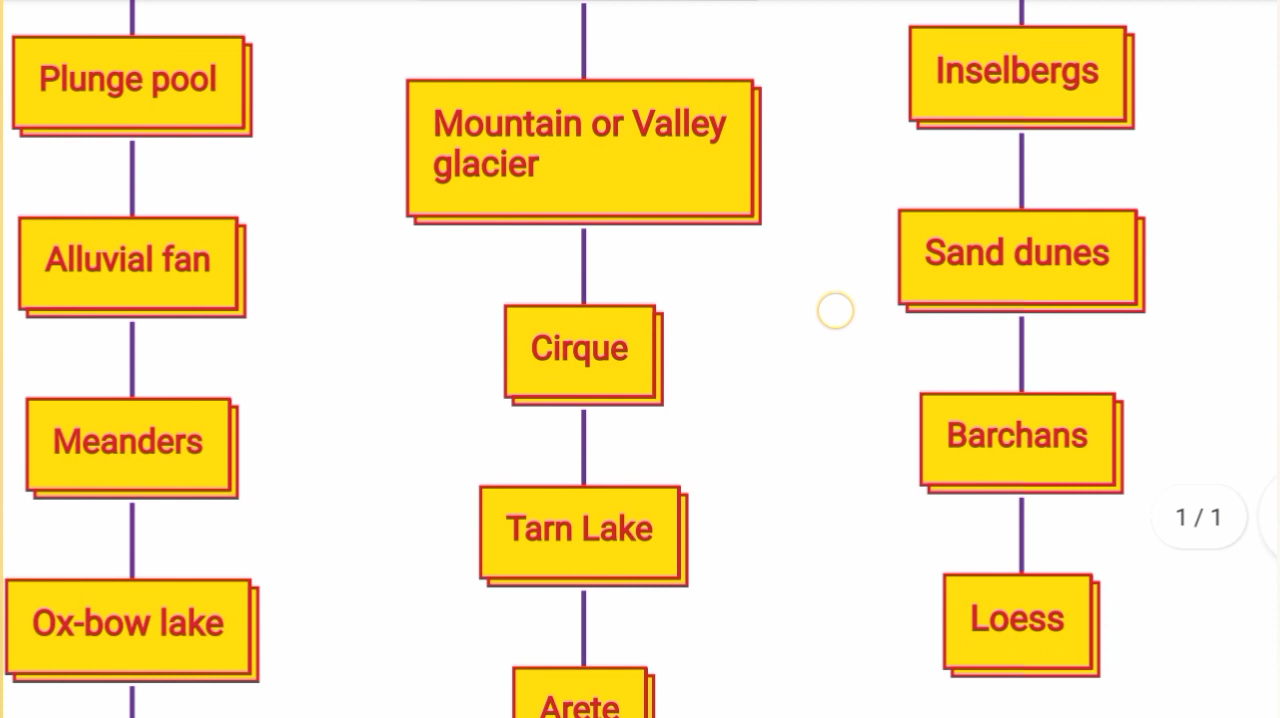 Plunge pool
Alluvial fan
Meanders
Ox-bow lake
Mountain or Valley
glacier
Cirque
Tarn Lake
Arete
Inselbergs
Sand dunes
Barchans
Loess
1 / 1